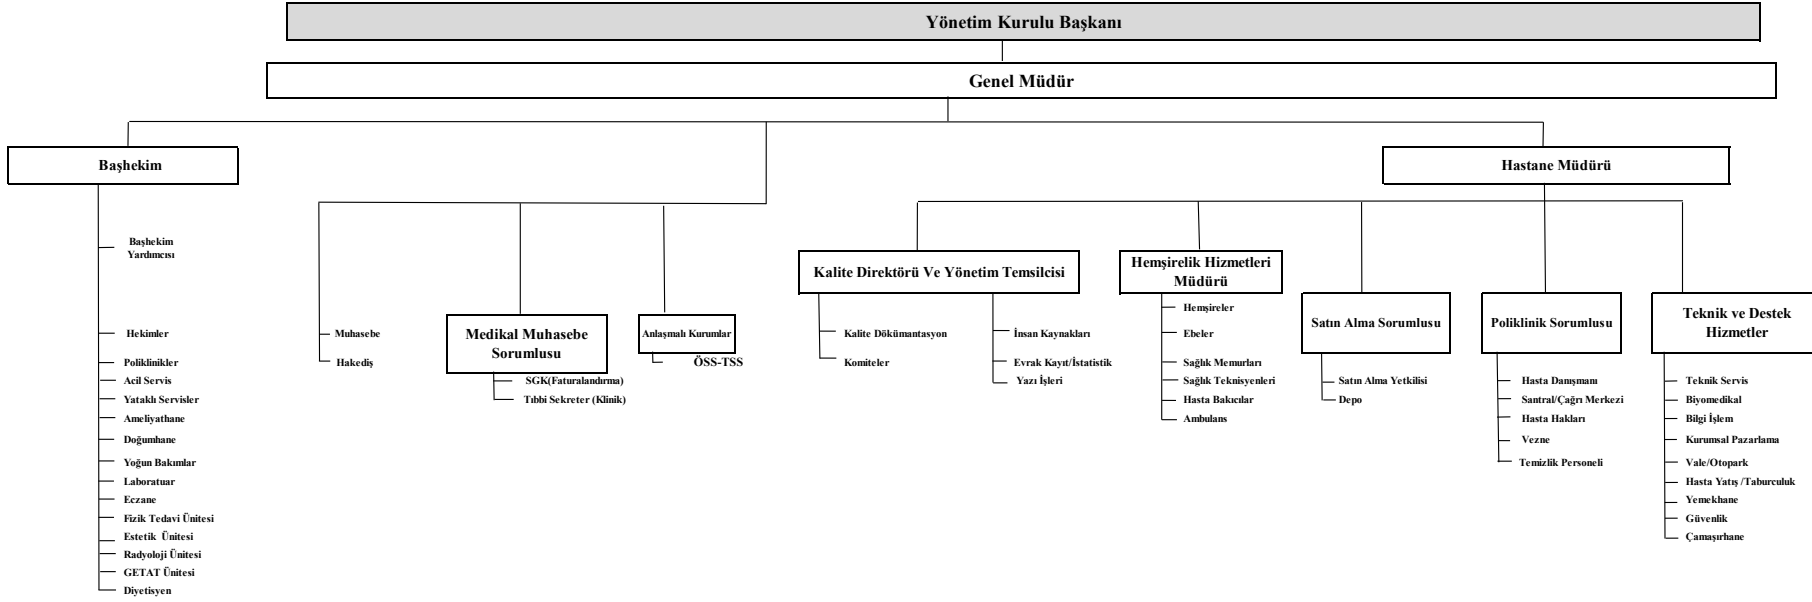 Yönetim Kurulu Başkanı
Genel Müdür
Başhekim
Hastane Müdürü
Başhekim
Yardımcısı
Hekimler
Poliklinikler
Acil Servis
Yataklı Servisler
Ameliyathane
Doğumhane
Yoğun Bakımlar
Laboratuar
Eczane
Fizik Tedavi Ünitesi
Estetik Ünitesi
Radyoloji Ünitesi
GETAT Ünitesi
Diyetisyen
Muhasebe
Hakediş
Medikal Muhasebe
Sorumlusu
SGK(Faturalandırma)
Tıbbi Sekreter (Klinik)
Anlaşmalı Kurumlar
ÖSS-TSS
Kalite Direktörü Ve Yönetim Temsilcisi
Kalite Dökümantasyon
Komiteler
İnsan Kaynakları
Evrak Kayıt/İstatistik
Yazı İşleri
Hemşirelik Hizmetleri
Müdürü
Hemşireler
Ebeler
Sağlık Memurları
Sağlık Teknisyenleri
Hasta Bakıcılar
Ambulans
Satın Alma Sorumlusu
Satın Alma Yetkilisi
Depo
Poliklinik Sorumlusu
Hasta Danışmanı
Santral/Çağrı Merkezi
Hasta Hakları
Vezne
Temizlik Personeli
Teknik ve Destek
Hizmetler
Teknik Servis
Biyomedikal
Bilgi İşlem
Kurumsal Pazarlama
Vale/Otopark
Hasta Yatış /Taburculuk
Yemekhane
Güvenlik
Çamaşırhane